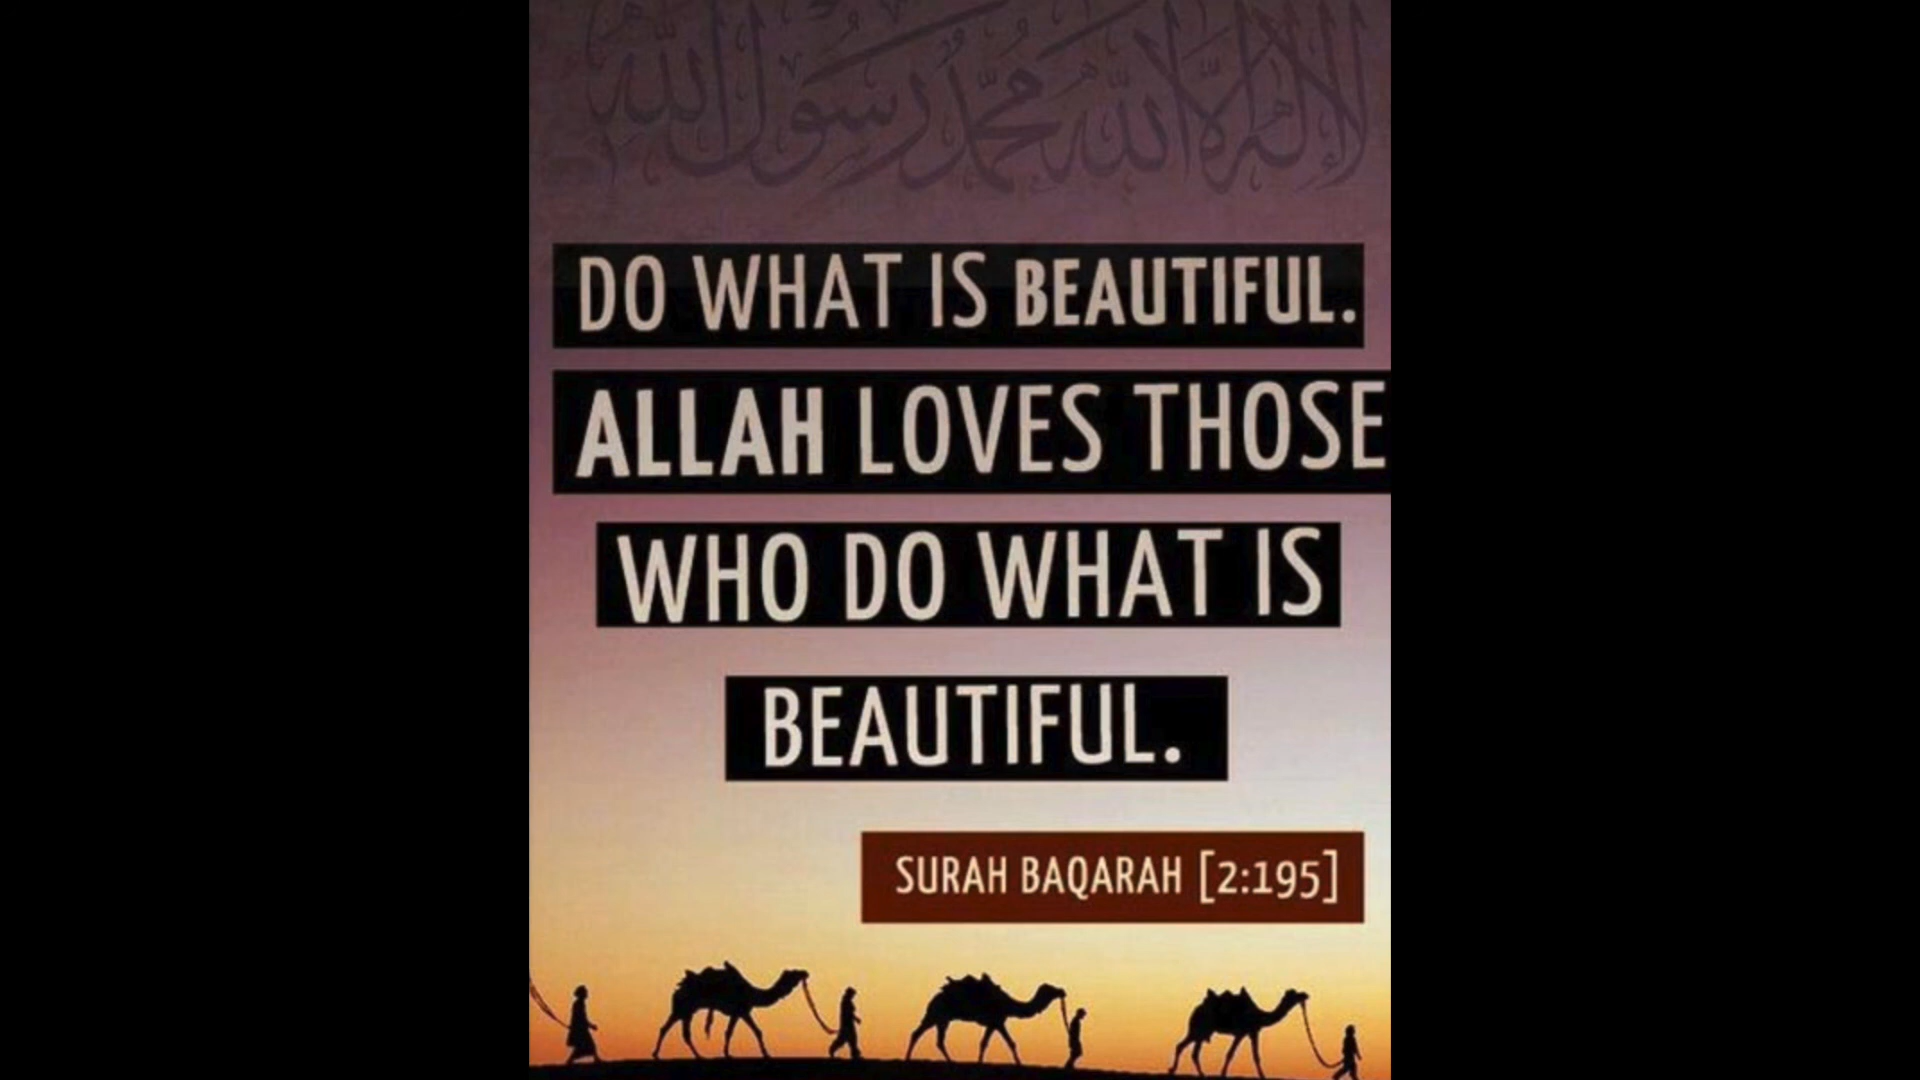 لا إله إلا الله محمد رسول الله
DO WHAT IS BEAUTIFUL.
ALLAH LOVES THOSE
WHO DO WHAT IS
BEAUTIFUL.
SURAH BAQARAH [2:195]